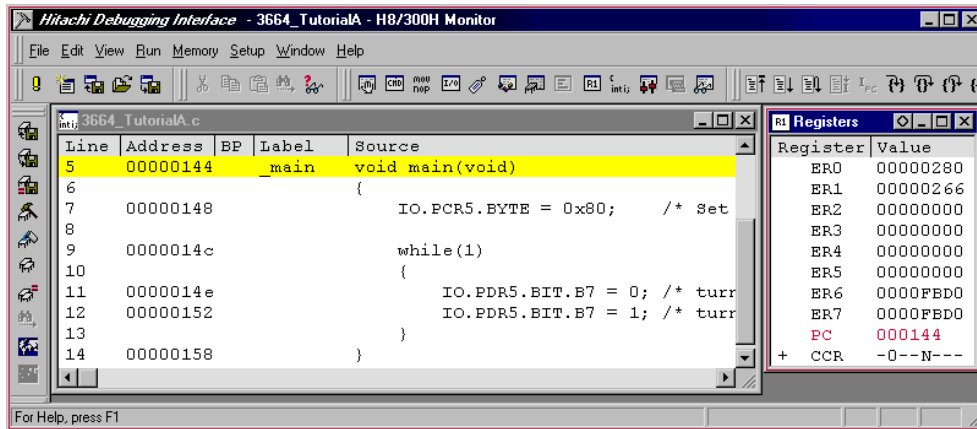 Hitachi Debugging Interface - 3664_TutorialA - H8/300H Monitor
File Edit View Run Memory Setup Window Help
3664_TutorialA.c
Line Address BP Label Source
5 00000144 _main void main(void)
6 {
7 00000148 IO.PCR5.BYTE = 0x80; /* Set
8
9 0000014c while(1)
10 {
11 0000014e IO.PDR5.BIT.B7 = 0; /* turr
12 00000152 IO.PDR5.BIT.B7 = 1; /* turr
13 }
14 00000158 }
R1 Registers
Register Value
ER0 00000280
ER1 00000266
ER2 00000000
ER3 00000000
ER4 00000000
ER5 00000000
ER6 0000FBD0
ER7 0000FBD0
PC 000144
+ CCR -0--N---
For Help, press F1